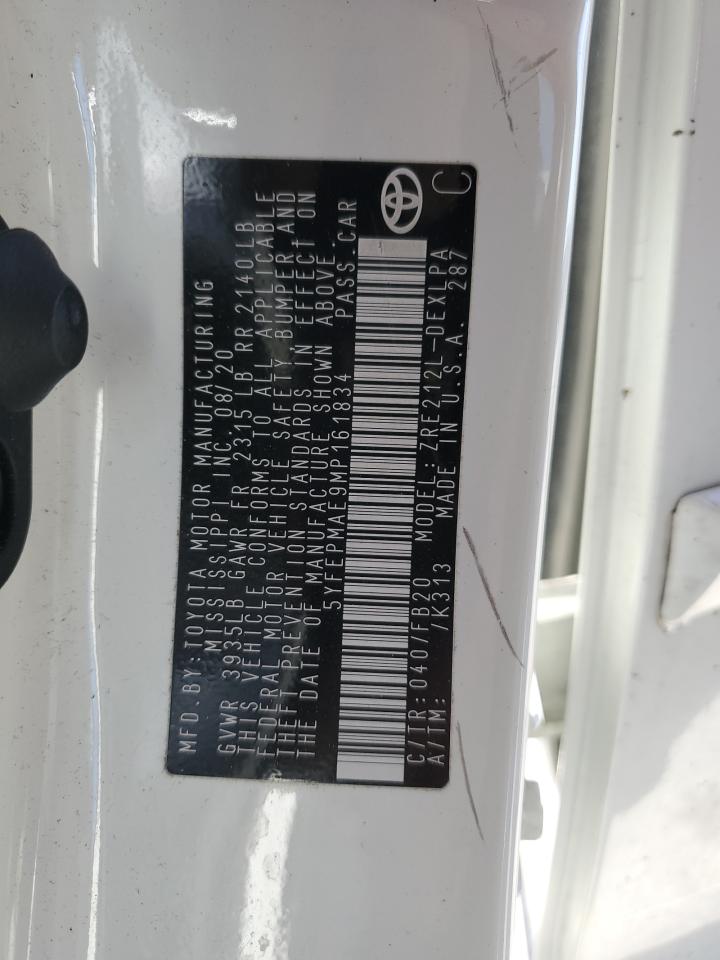 MFD.BY:TOYOTA MOTOR MANUFACTURING
MISSISSIPPI INC.08/20
GVWR 3935LB GAWR FR 2315 LB RR 2140LB
THIS VEHICLE CONFORMS TO ALL APPLICABLE
FEDERAL MOTOR VEHICLE SAFETY,BUMPER,AND
THEFT PREVENTION STANDARDS IN EFFECT ON
THE DATE OF MANUFACTURE SHOWN ABOVE.
5YFEPMAE9MP161834 PASS.CAR
C/TR:040/FB20 MODEL:ZRE212L-DEXLPA
A/TM: /K313 MADE IN U.S.A. 287 C